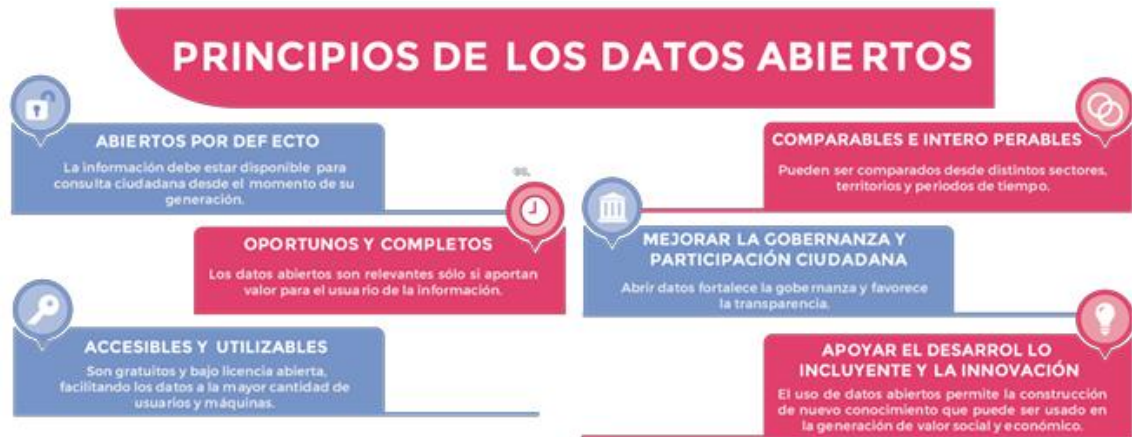 PRINCIPIOS DE LOS DATOS ABIERTOS
ABIERTOS POR DEFECTO
La información debe estar disponible para
consulta ciudadana desde el momento de su
generación.
OPORTUNOS Y COMPLETOS
Los datos abiertos son relevantes sólo si aportan
valor para el usuario de la información.
ACCESIBLES Y UTILIZABLES
Son gratuitos y bajo licencia abierta,
facilitando los datos a la mayor cantidad de
usuarios y máquinas.
COMPARABLES E INTEROPERABLES
Pueden ser comparados desde distintos sectores,
territorios y periodos de tiempo.
MEJORAR LA GOBERNANZA Y
PARTICIPACIÓN CIUDADANA
Abrir datos fortalece la gobernanza y favorece
la transparencia.
APOYAR EL DESARROLLO
INCLUYENTE Y LA INNOVACIÓN
El uso de datos abiertos permite la construcción
de nuevo conocimiento que puede ser usado en
la generación de valor social y económico.